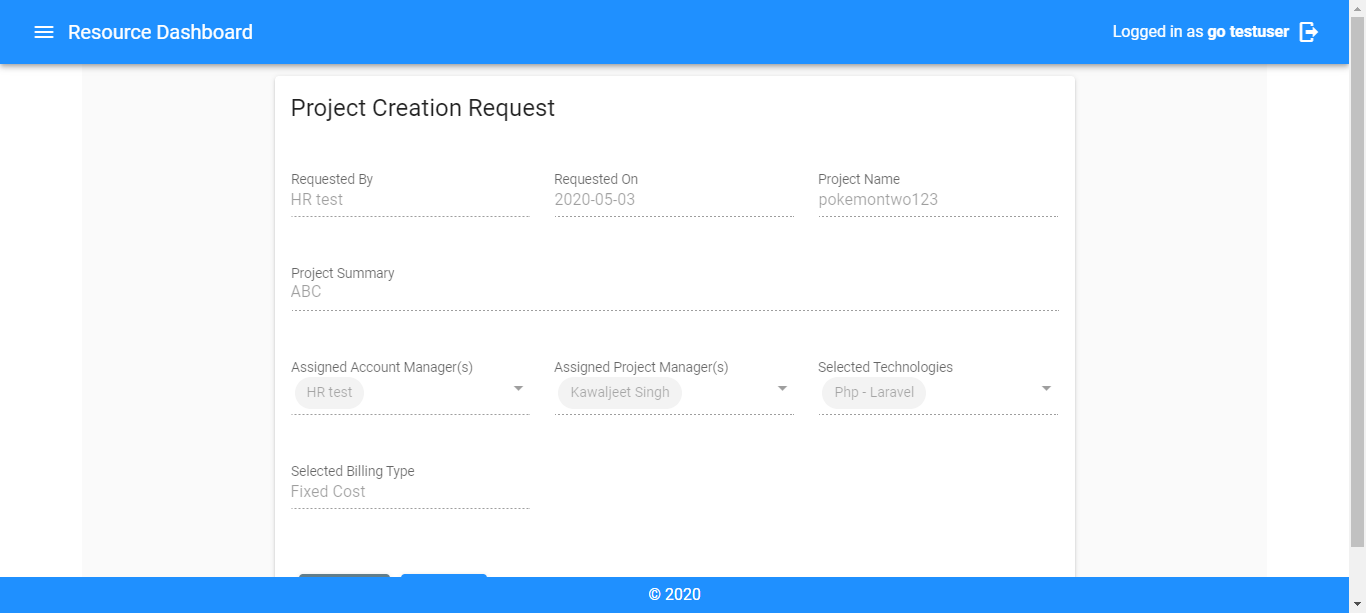 Resource Dashboard
Logged in as go testuser
Project Creation Request
Requested By
HR test
Requested On
2020-05-03
Project Name
pokemontwo123
Project Summary
ABC
Assigned Account Manager(s)
HR test
Assigned Project Manager(s)
Kawaljeet Singh
Selected Technologies
Php - Laravel
Selected Billing Type
Fixed Cost
© 2020